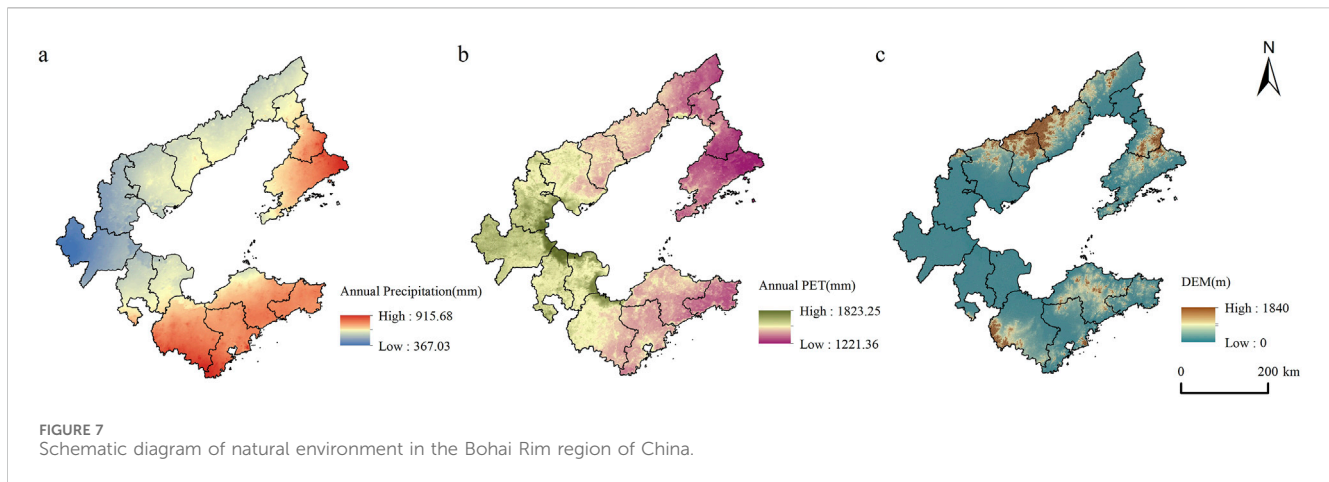 a
b
c
N
Annual Precipitation(mm)
High : 915.68
Low : 367.03
Annual PET(mm)
High : 1823.25
Low : 1221.36
DEM(m)
High : 1840
Low : 0
0 200 km
FIGURE 7
Schematic diagram of natural environment in the Bohai Rim region of China.